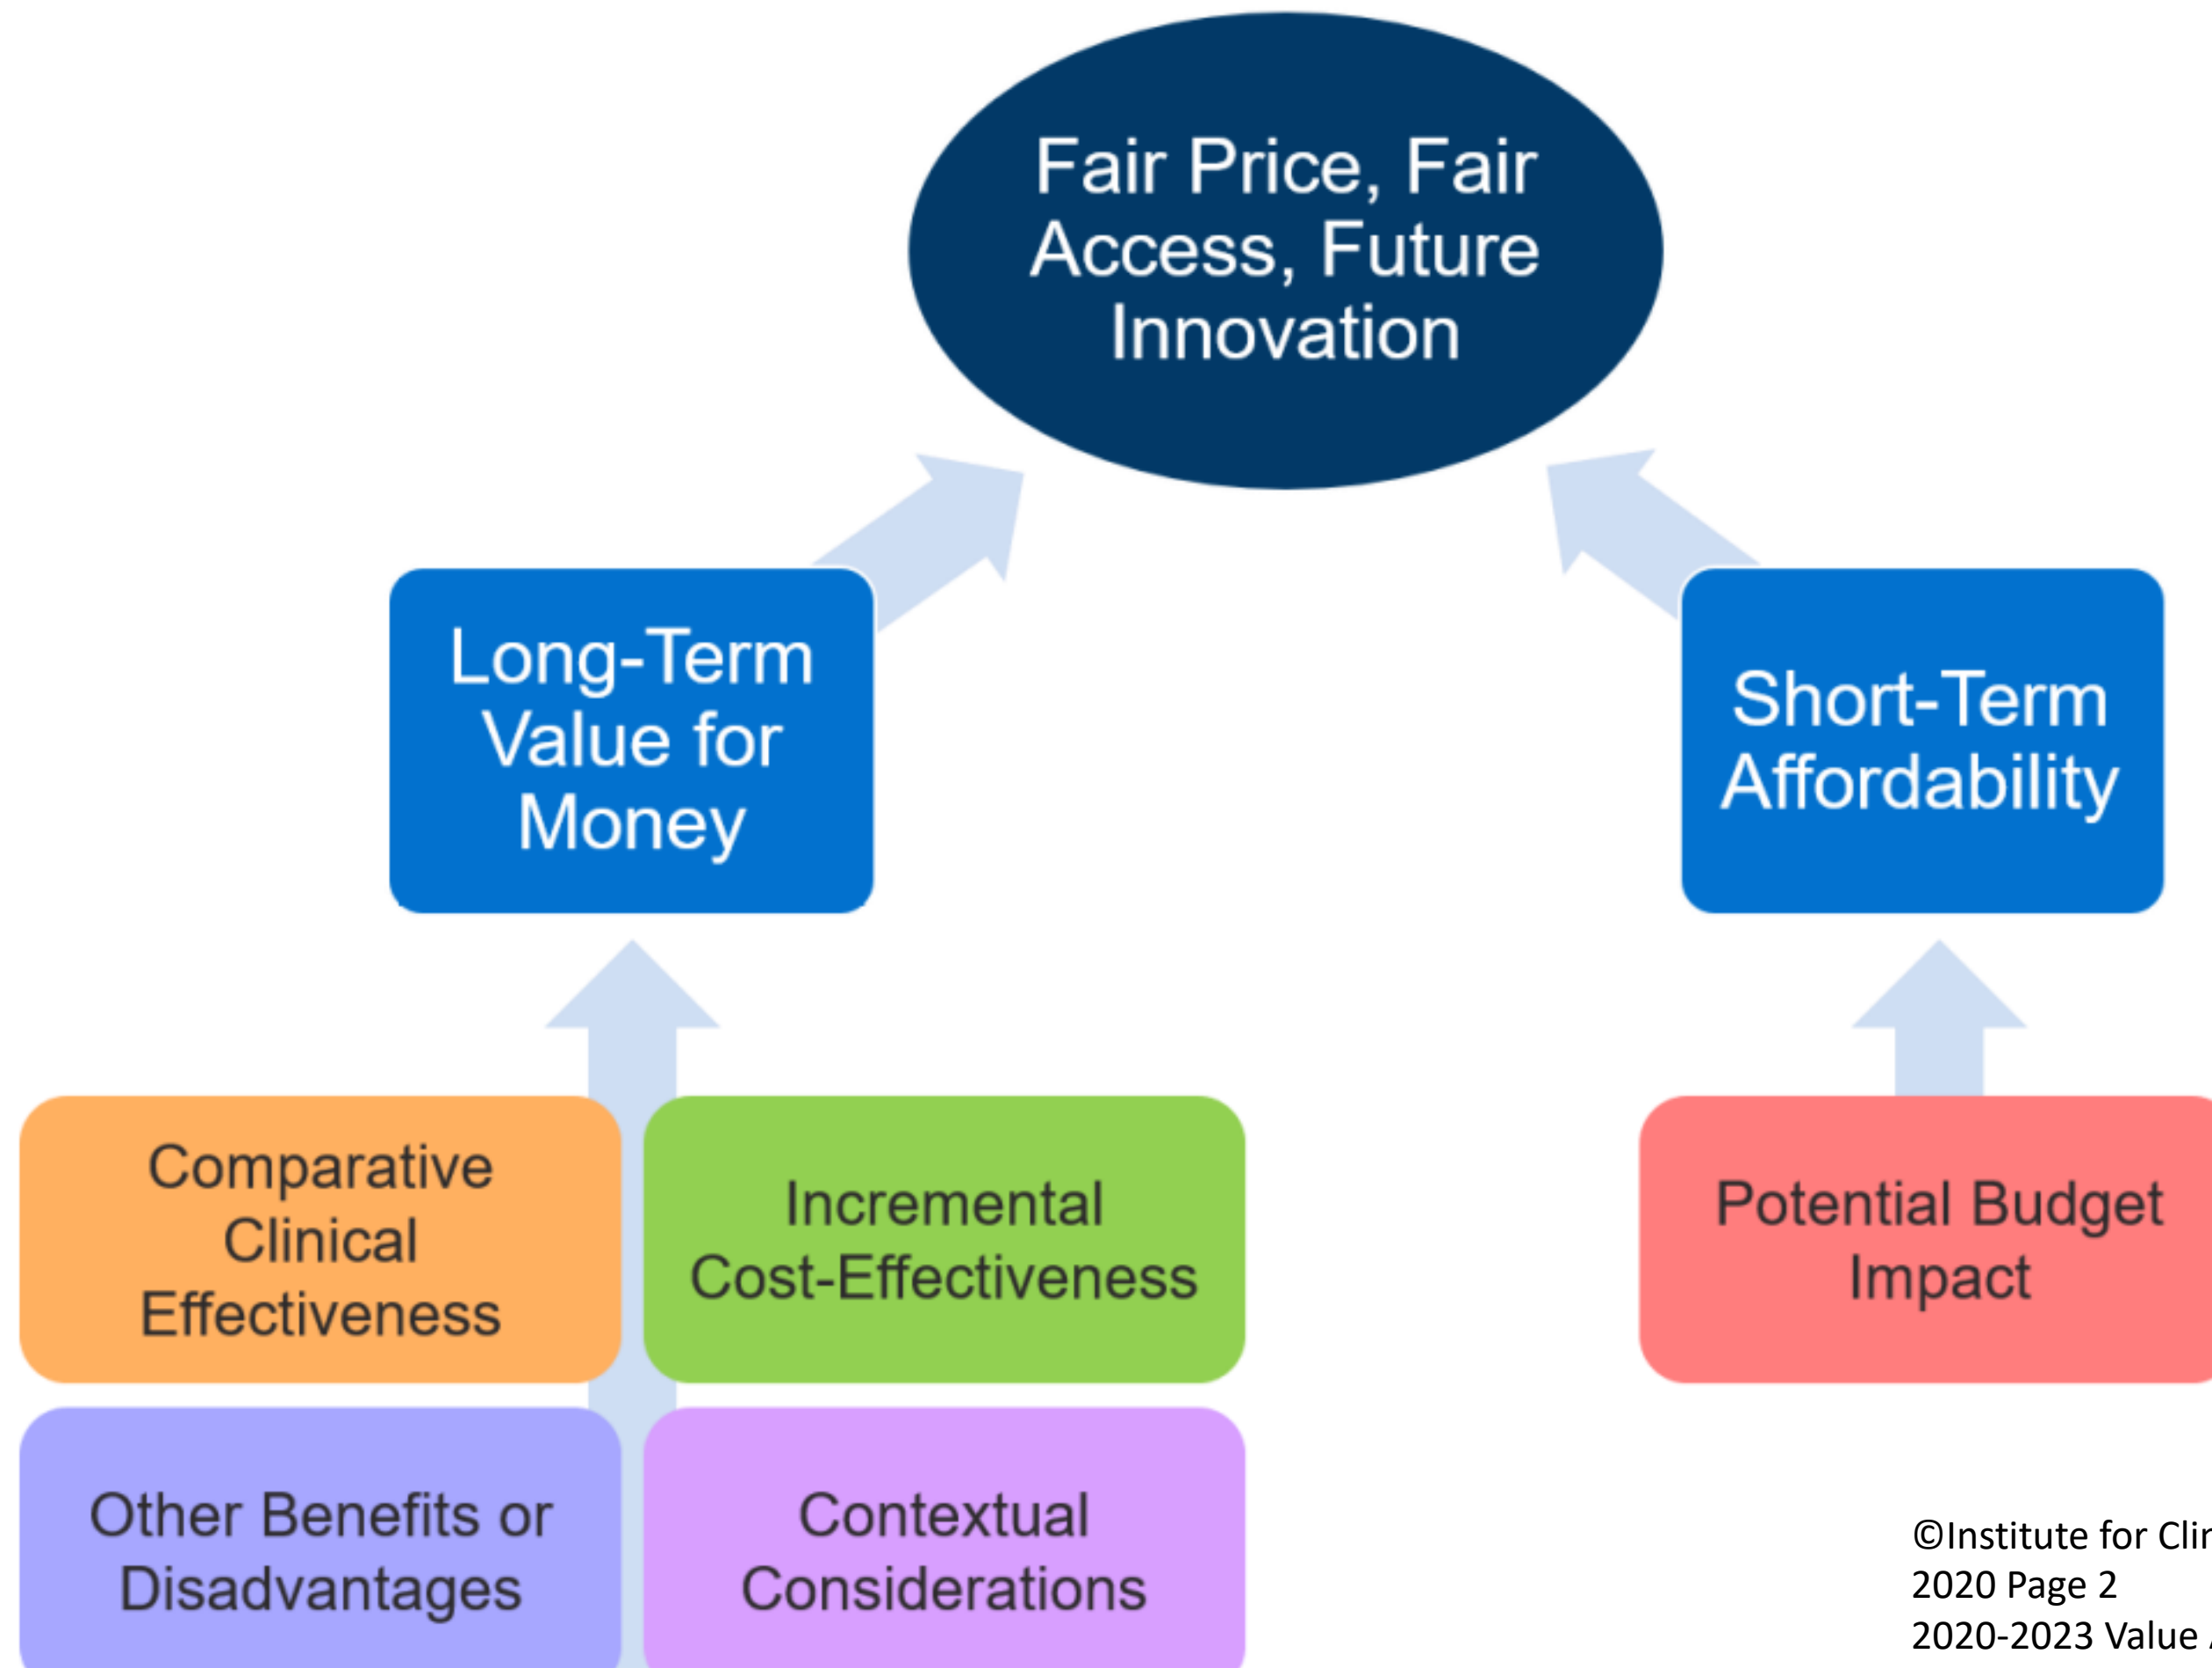 Fair Price, Fair
Access, Future
Innovation
Long-Term
Value for
Money
Short-Term
Affordability
Comparative
Clinical
Effectiveness
Incremental
Cost-Effectiveness
Potential Budget
Impact
Other Benefits or
Disadvantages
Contextual
Considerations
©Institute for
2020 Page 2
2020-2023 Value